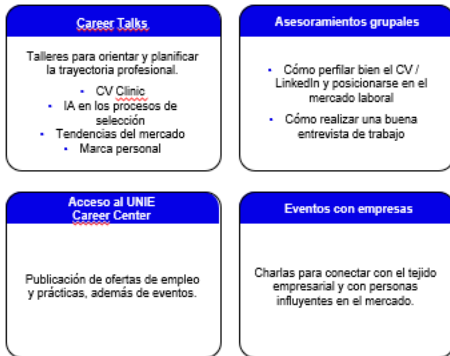 Career Talks
Talleres para orientar y planificar
la trayectoria profesional.
• CV Clinic
• IA en los procesos de
selección
• Tendencias del mercado
• Marca personal
Asesoramientos grupales
• Cómo perfilar bien el CV /
LinkedIn y posicionarse en el
mercado laboral
• Cómo realizar una buena
entrevista de trabajo
Acceso al UNIE
Career Center
Publicación de ofertas de empleo
y prácticas, además de eventos.
Eventos con empresas
Charlas para conectar con el tejido
empresarial y con personas
influyentes en el mercado.